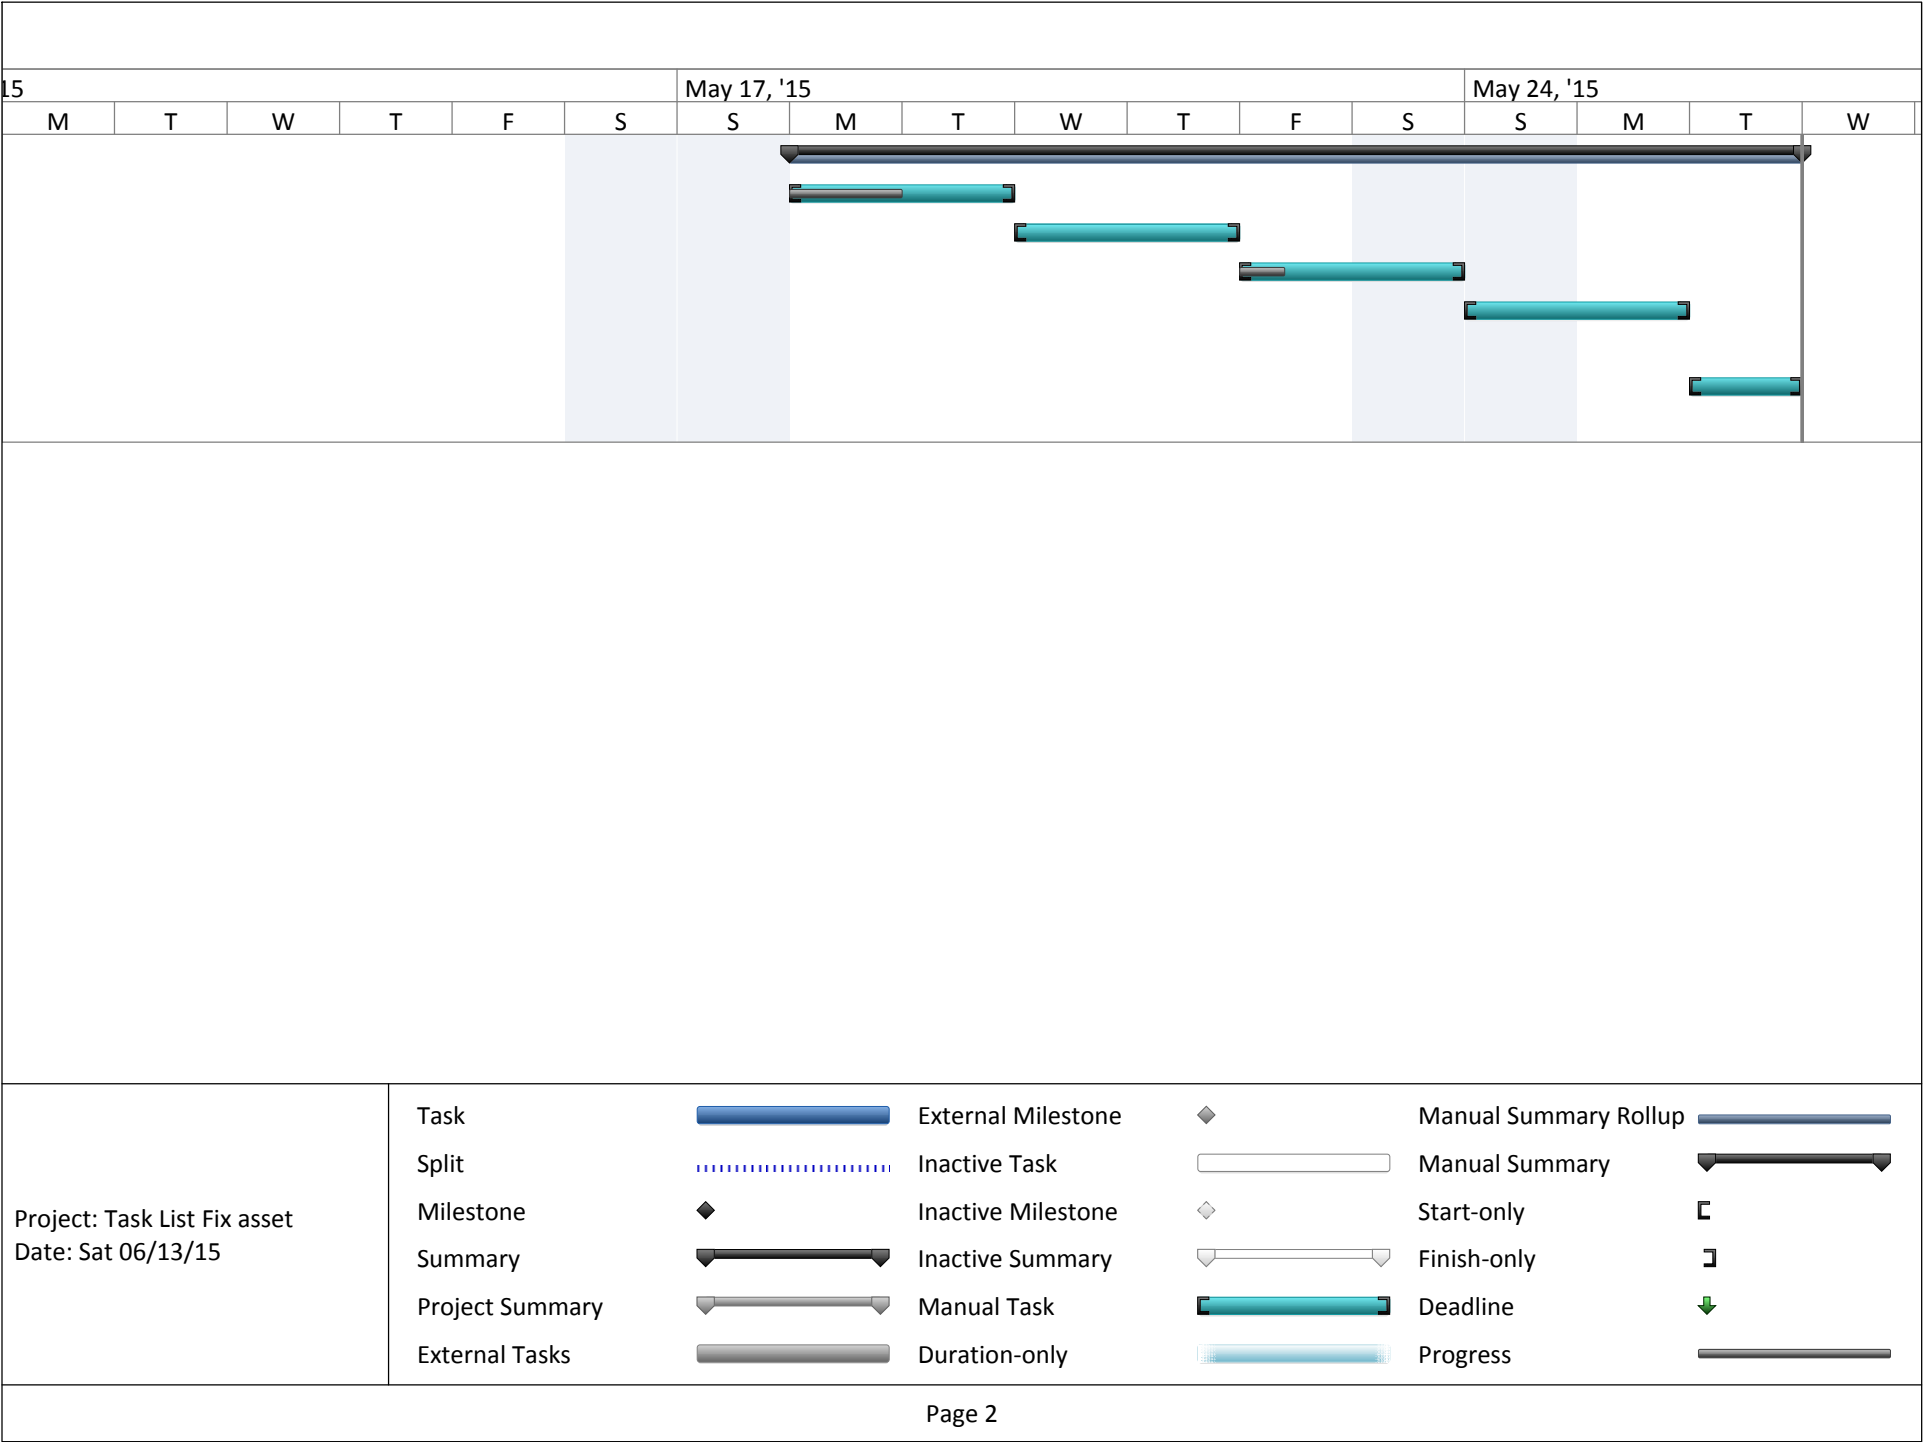 15 May 17, '15 May 24, '15
M T W T F S S M T W T F S S M T W
Project: Task List Fix asset
Date: Sat 06/13/15
Task External Milestone Manual Summary Rollup
Split Inactive Task Manual Summary
Milestone Inactive Milestone Start-only
Summary Inactive Summary Finish-only
Project Summary Manual Task Deadline
External Tasks Duration-only Progress
Page 2